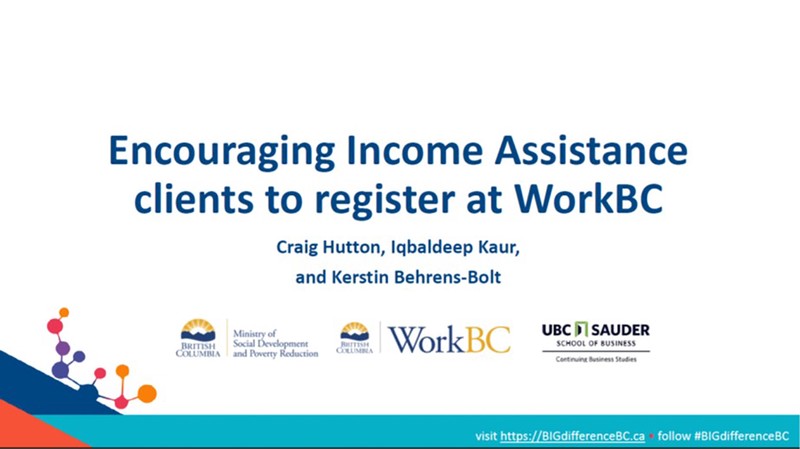 Encouraging Income Assistance
clients to register at WorkBC
Craig Hutton, Iqbaldeep Kaur,
and Kerstin Behrens-Bolt
BRITISH
COLUMBIA
Ministry of
Social Development
and Poverty Reduction
BRITISH
COLUMBIA
WorkBC
UBC SAUDER
SCHOOL OF BUSINESS
Continuing Business Studies
visit https://BIGdifferenceBC.ca • follow #BIGdifferenceBC